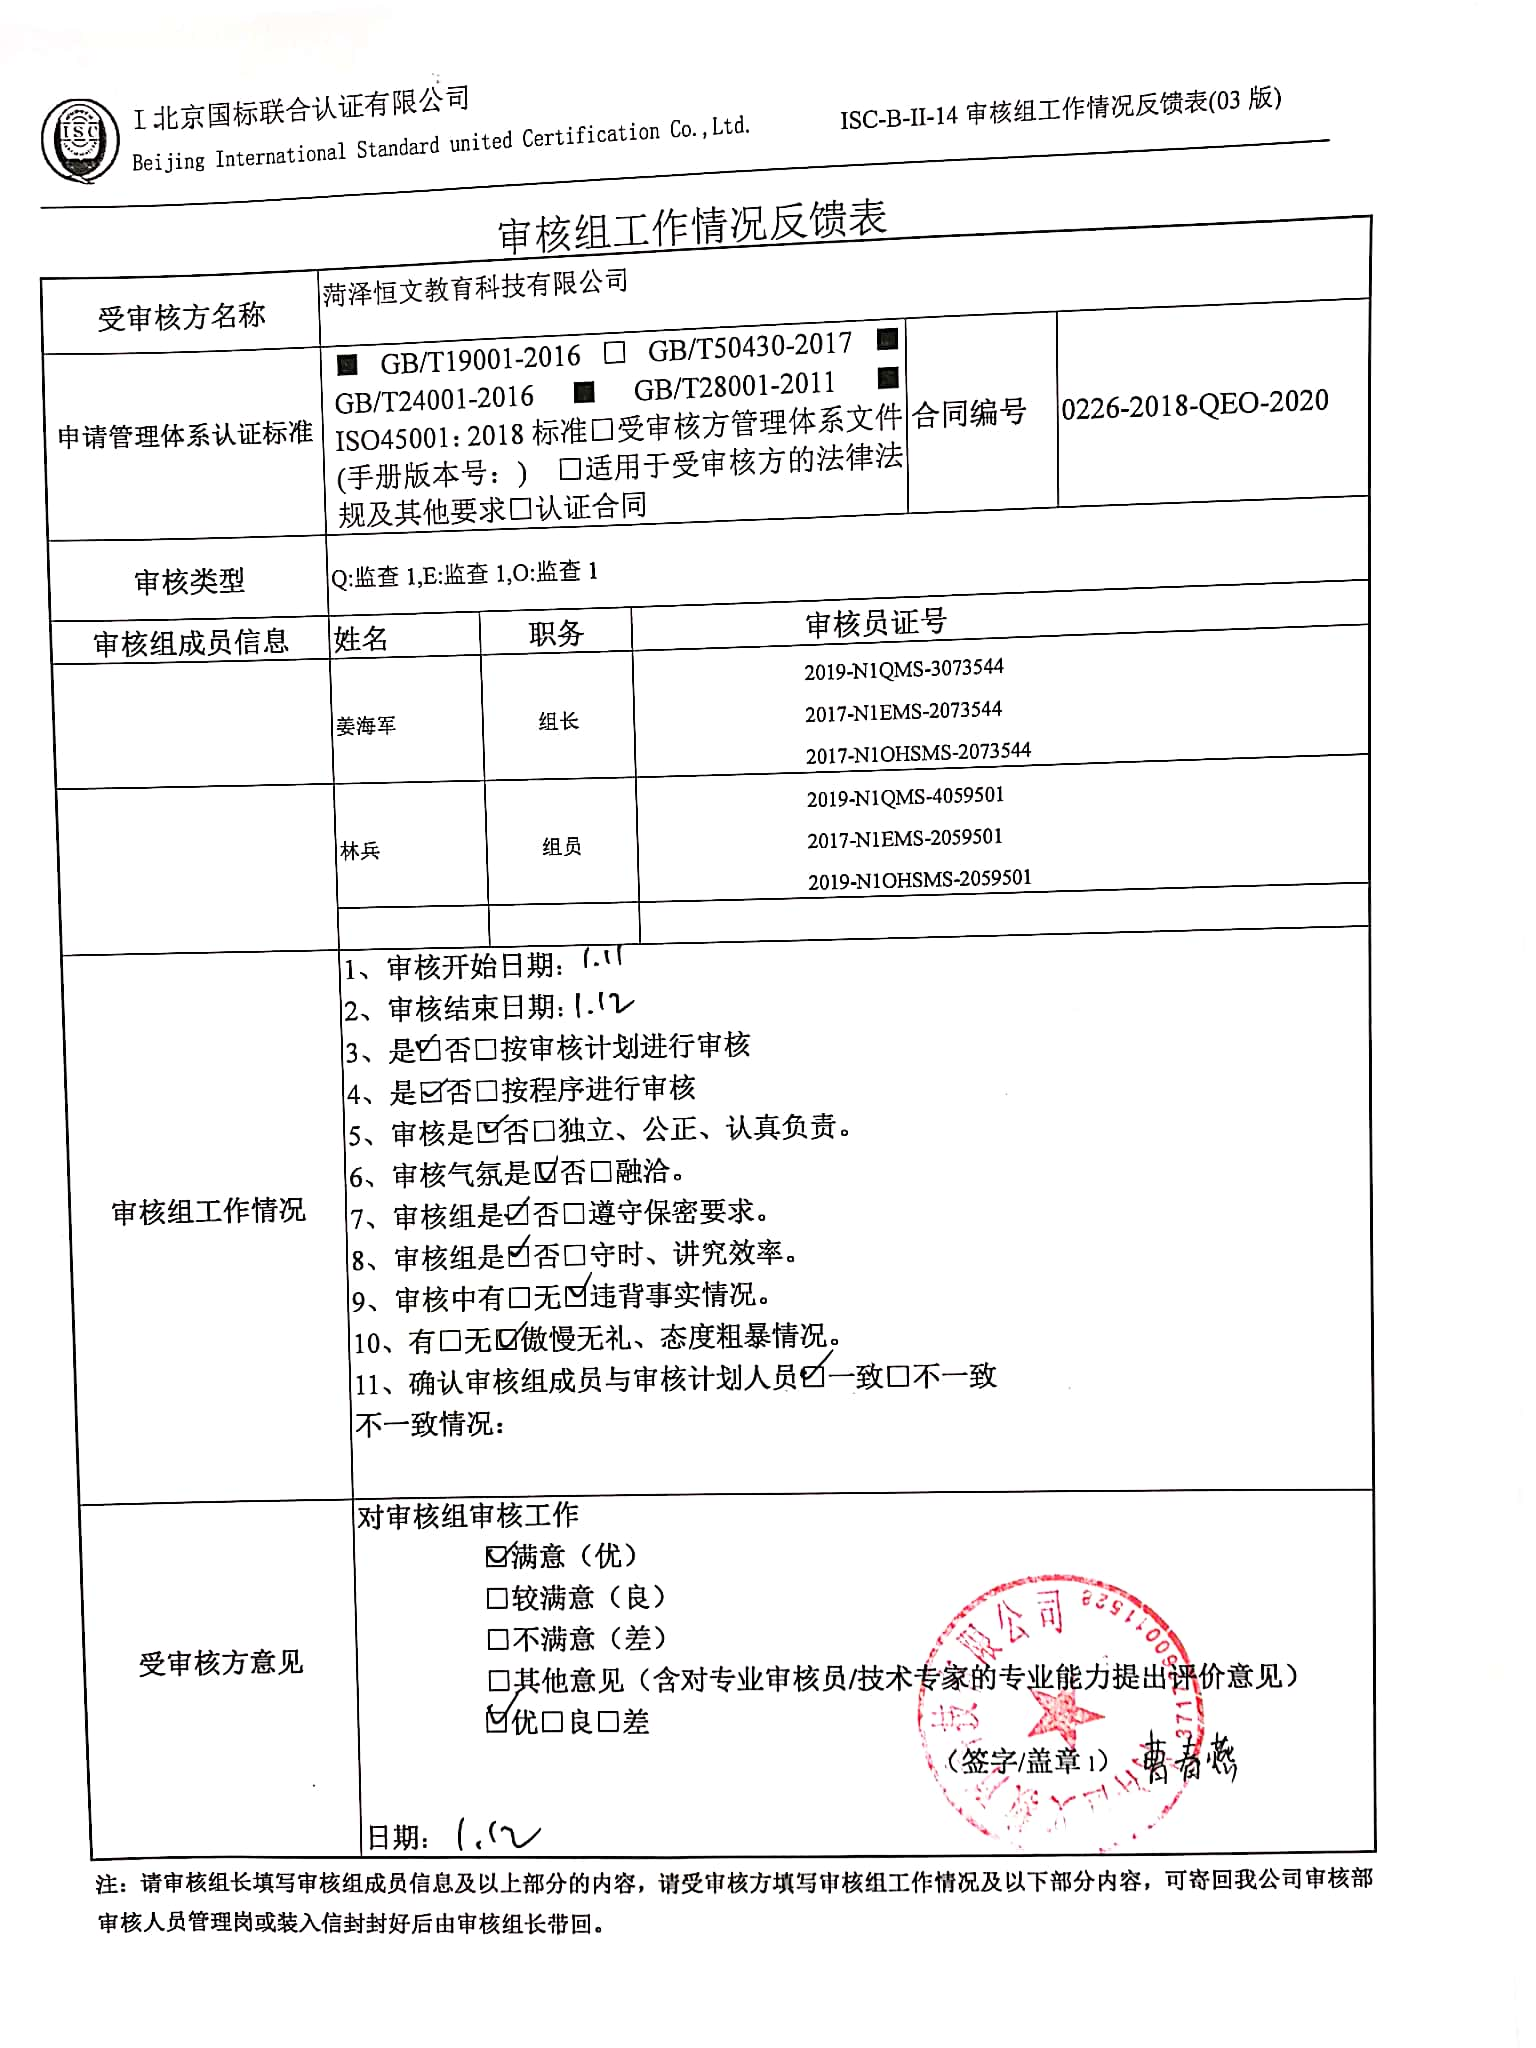 ISC
I 北京国标联合认证有限公司
Beijing International Standard united Certification Co.,Ltd.
ISC-B-II-14 审核组工作情况反馈表(03 版)
审核组工作情况反馈表
受审核方名称
菏泽恒文教育科技有限公司
申请管理体系认证标准
■ GB/T19001-2016 □ GB/T50430-2017 ■
GB/T24001-2016 ■ GB/T28001-2011 ■
ISO45001：2018 标准□受审核方管理体系文件
(手册版本号：) □适用于受审核方的法律法
规及其他要求□认证合同
合同编号
0226-2018-QEO-2020
审核类型
Q:监查 1,E:监查 1,O:监查 1
审核组成员信息 姓名 职务 审核员证号
姜海军 组长
2019-N1QMS-3073544
2017-N1EMS-2073544
2017-N1OHSMS-2073544
林兵 组员
2019-N1QMS-4059501
2017-N1EMS-2059501
2019-N1OHSMS-2059501
审核组工作情况
1、审核开始日期：1.11
2、审核结束日期：1.12
3、是☑否□按审核计划进行审核
4、是☑否□按程序进行审核
5、审核是☑否□独立、公正、认真负责。
6、审核气氛是☑否□融洽。
7、审核组是☑否□遵守保密要求。
8、审核组是☑否□守时、讲究效率。
9、审核中有□无☑违背事实情况。
10、有□无☑傲慢无礼、态度粗暴情况。
11、确认审核组成员与审核计划人员☑一致□不一致
不一致情况：
受审核方意见
对审核组审核工作
☑满意（优）
□较满意（良）
□不满意（差）
□其他意见（含对专业审核员/技术专家的专业能力提出评价意见）
☑优□良□差
（签字/盖章 1） 曹春燕
日期：1.12
注：请审核组长填写审核组成员信息及以上部分的内容，请受审核方填写审核组工作情况及以下部分内容，可寄回我公司审核部
审核人员管理岗或装入信封封好后由审核组长带回。